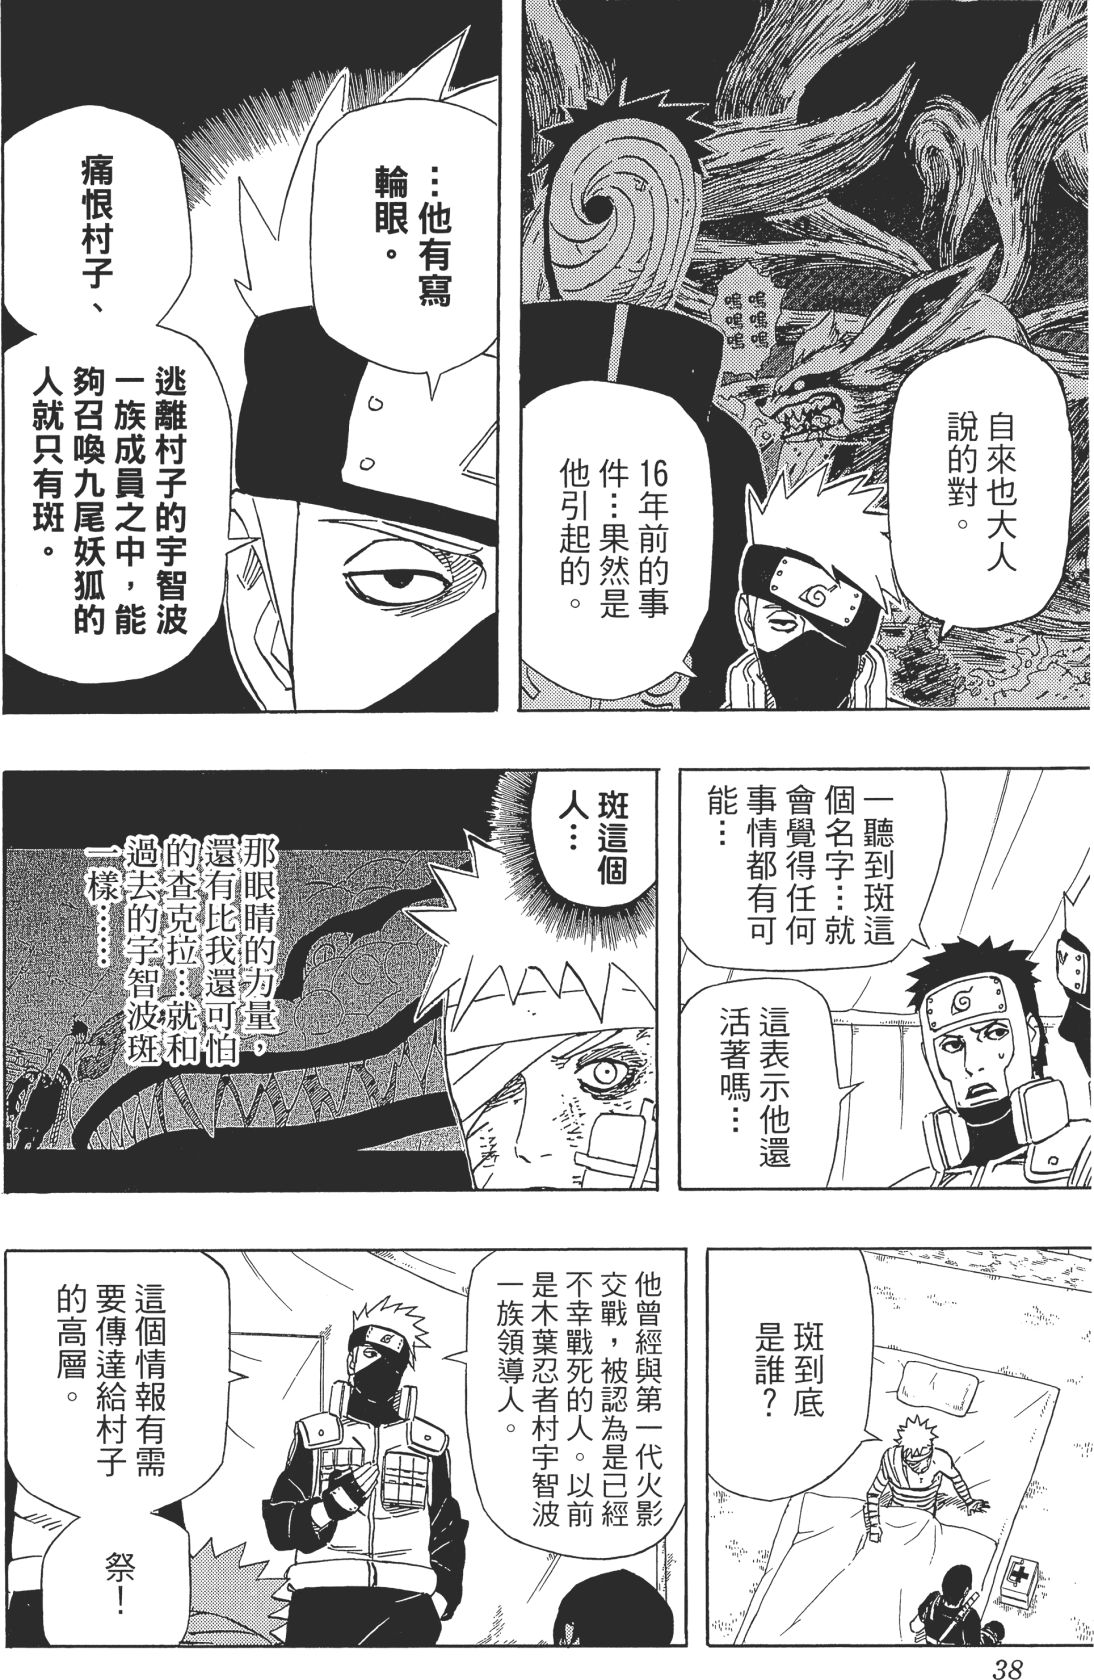 自來也大人
說的對。
嗚嗚嗚
嗚嗚嗚
16年前的事
件…果然是
他引起的。
…他有寫
輪眼。
痛恨村子、
逃離村子的宇智波
一族成員之中，能
夠召喚九尾妖狐的
人就只有斑。
一聽到斑這
個名字…就
會覺得任何
事情都有可
能…
這表示他還
活著嗎…
斑這個
人…
那眼睛的力量，
還有比我還可怕
的查克拉…就和
過去的宇智波斑
一樣……
斑到底
是誰？
他曾經與第一代火影
交戰，被認為是已經
不幸戰死的人。以前
是木葉忍者村宇智波
一族領導人。
這個情報有需
要傳達給村子
的高層。
祭！
38